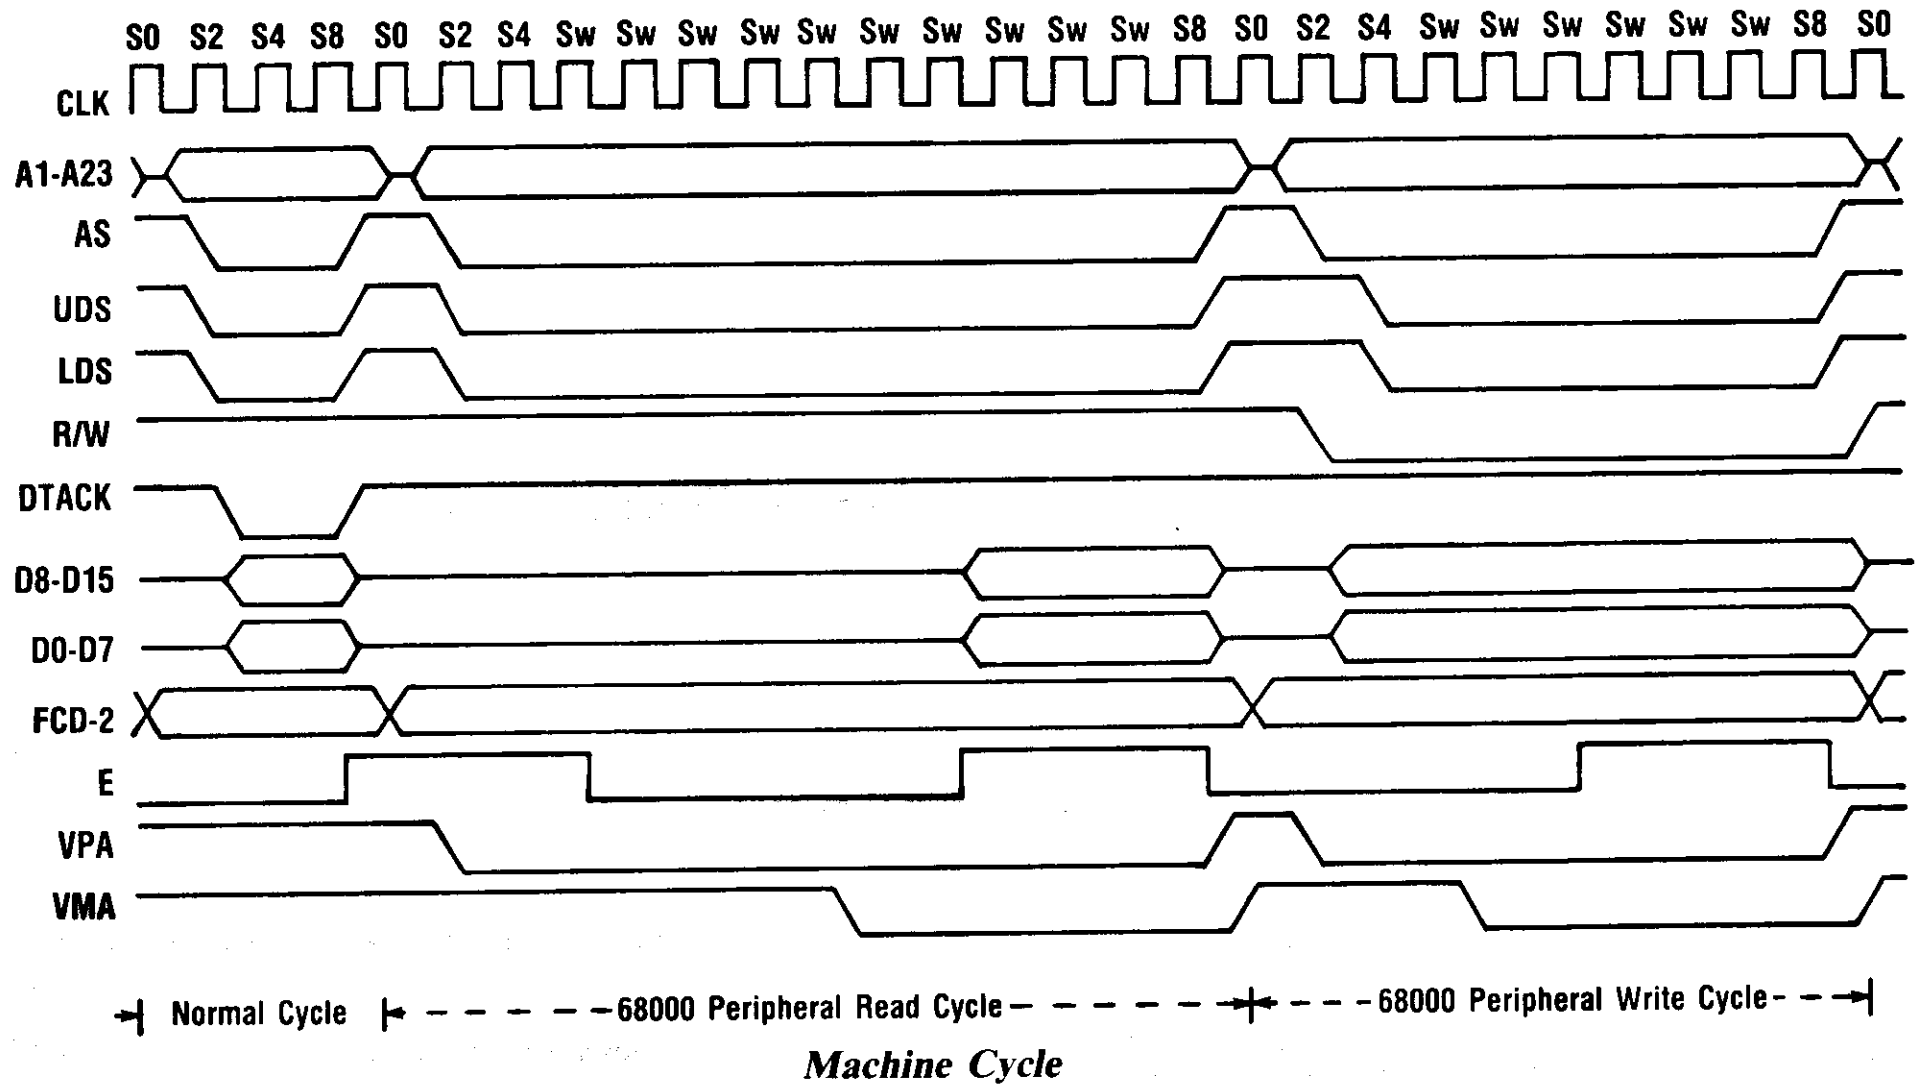 S0 S2 S4 S8 S0 S2 S4 Sw Sw Sw Sw Sw Sw Sw Sw Sw Sw S8 S0 S2 S4 Sw Sw Sw Sw Sw Sw S8 S0
CLK
A1-A23
AS
UDS
LDS
R/W
DTACK
D8-D15
D0-D7
FCD-2
E
VPA
VMA
Normal Cycle
68000 Peripheral Read Cycle
68000 Peripheral Write Cycle
Machine Cycle